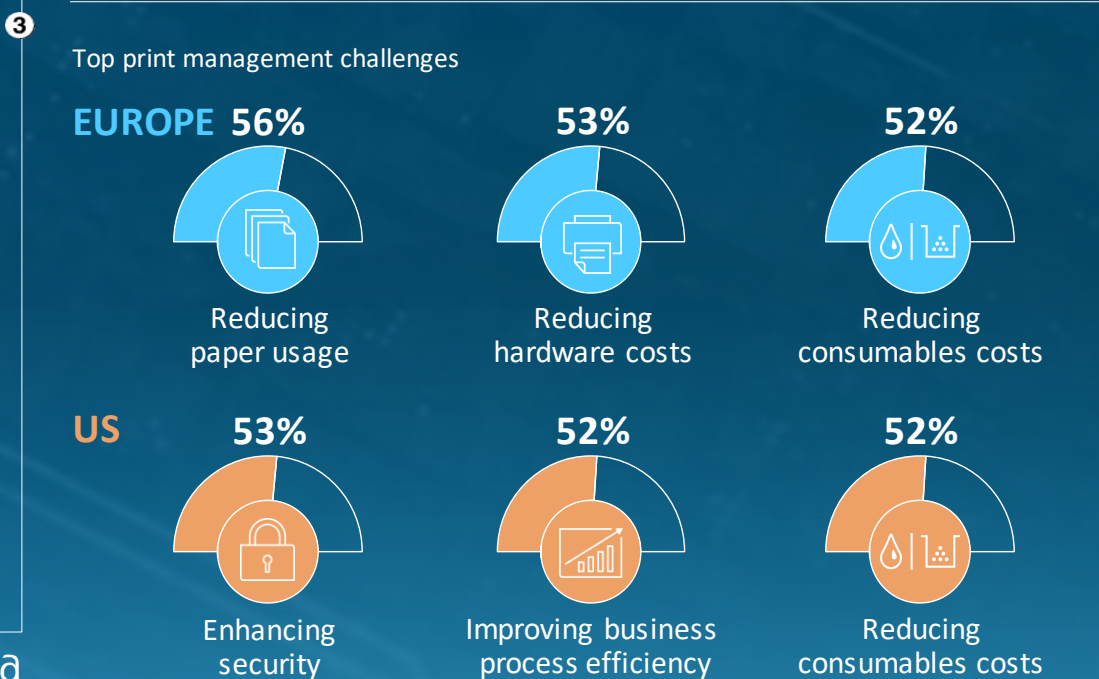 3
Top print management challenges
EUROPE 56% 53% 52%
Reducing
paper usage
Reducing
hardware costs
Reducing
consumables costs
US 53% 52% 52%
Enhancing
security
Improving business
process efficiency
Reducing
consumables costs
a